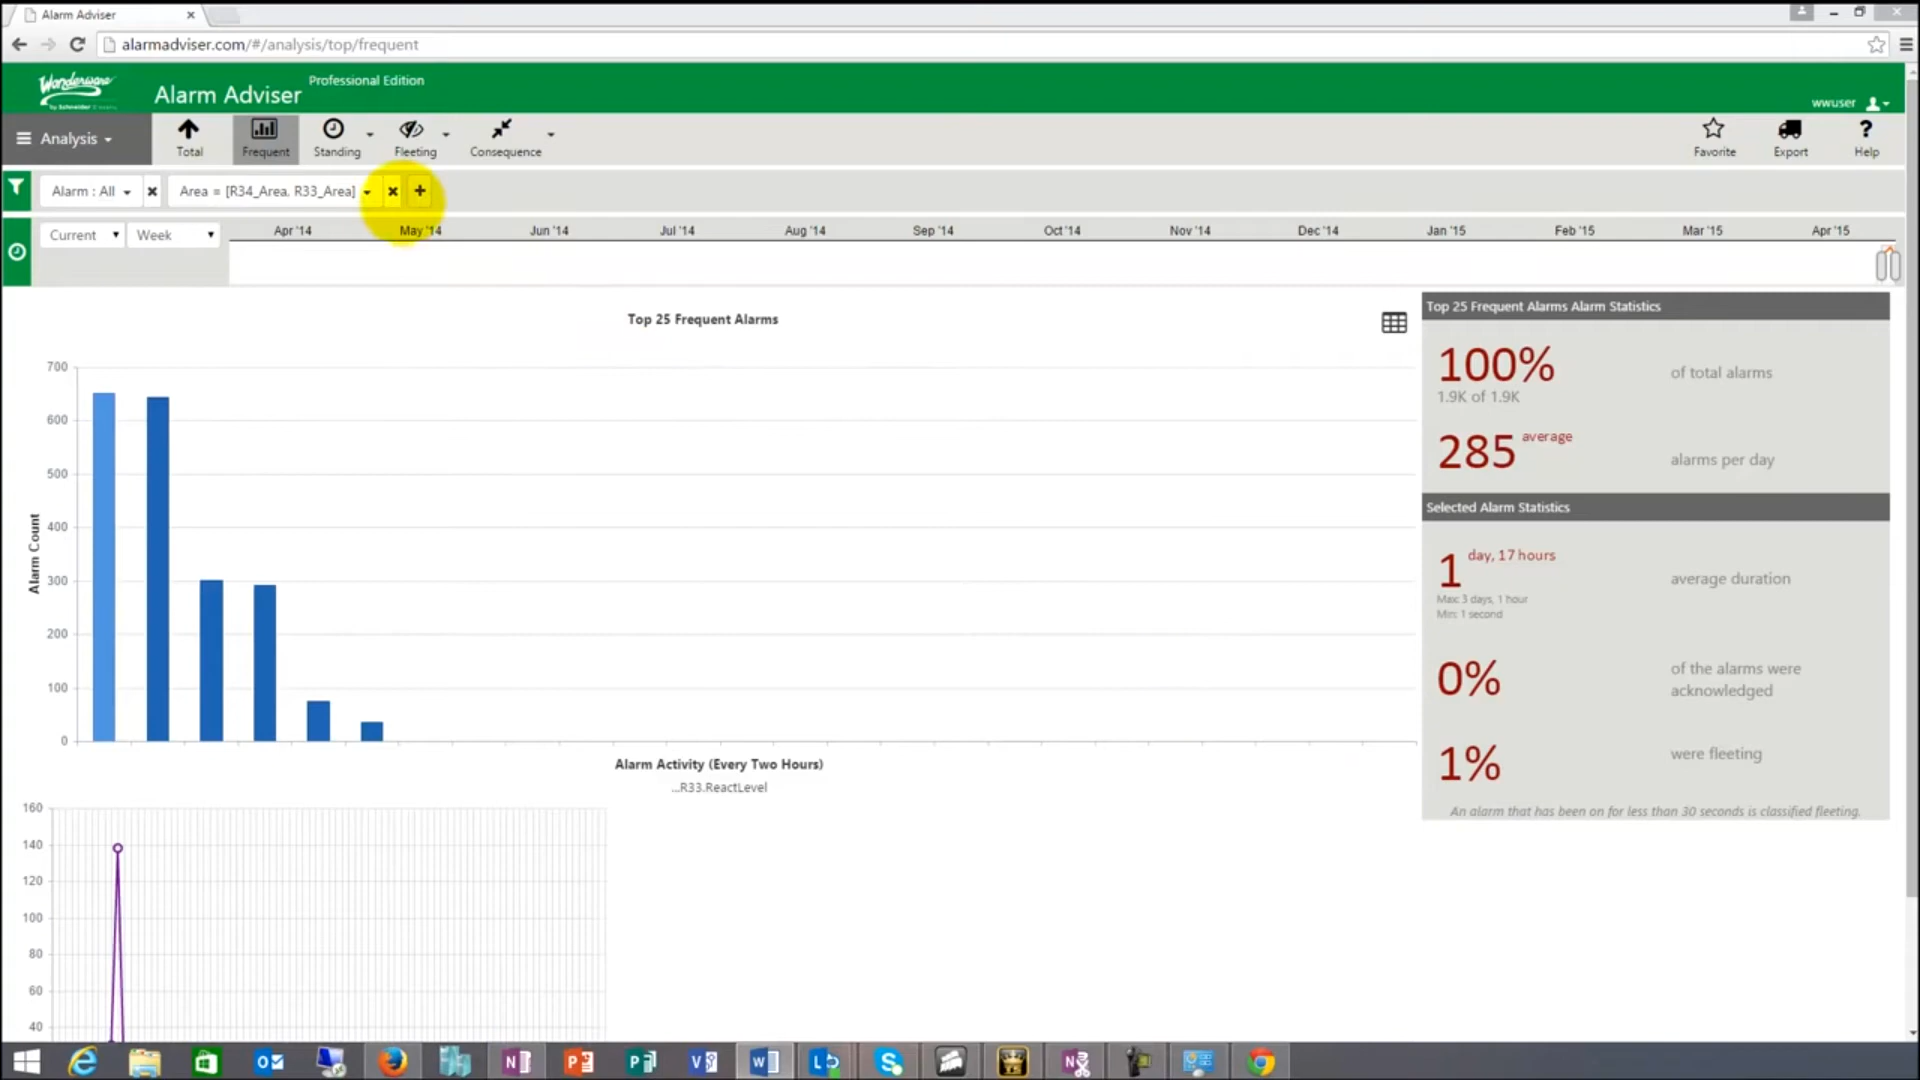 Alarm Adviser
alarmadviser.com/#/analysis/top/frequent
Wonderware
Alarm Adviser
Professional Edition
wwuser
Analysis
Total
Frequent
Standing
Fleeting
Consequence
Favorite
Export
Help
Alarm : All
Area = [R34_Area, R33_Area]
Current
Week
Apr '14
May '14
Jun '14
Jul '14
Aug '14
Sep '14
Oct '14
Nov '14
Dec '14
Jan '15
Feb '15
Mar '15
Apr '15
Top 25 Frequent Alarms
700
600
500
400
300
200
100
0
Alarm Count
Alarm Activity (Every Two Hours)
...R33.ReactLevel
160
140
120
100
80
60
40
Top 25 Frequent Alarms Alarm Statistics
100%
of total alarms
1.9K of 1.9K
285 average
alarms per day
Selected Alarm Statistics
1 day, 17 hours
average duration
Max: 3 days, 1 hour
Min: 1 second
0%
of the alarms were
acknowledged
1%
were fleeting
An alarm that has been on for less than 30 seconds is classified fleeting.